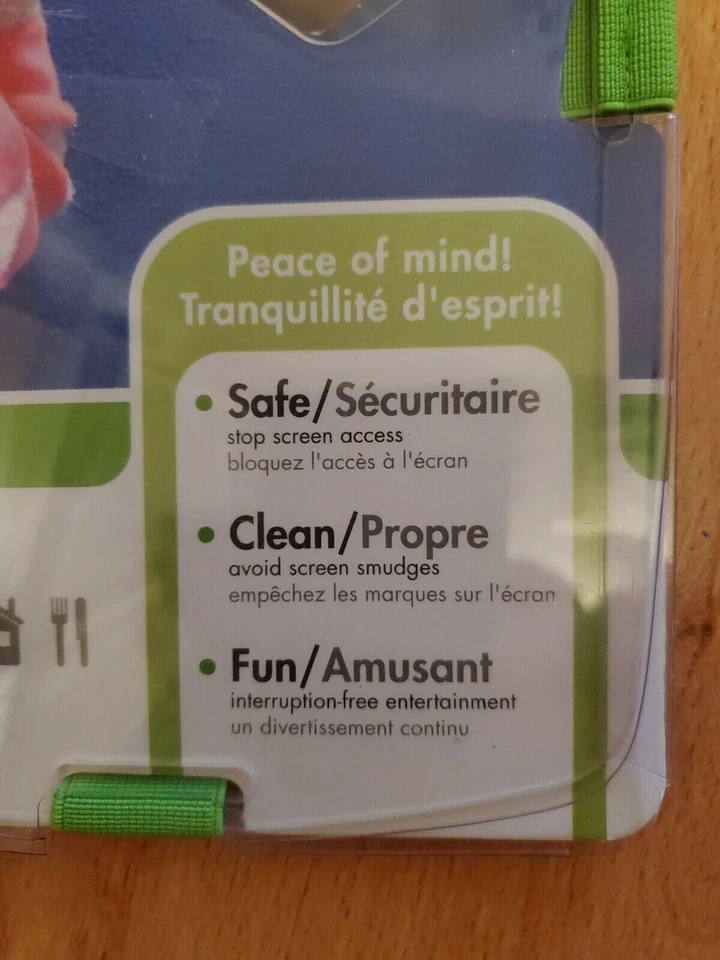 Peace of mind!
Tranquillité d'esprit!
• Safe/Sécuritaire
stop screen access
bloquez l'accès à l'écran
• Clean/Propre
avoid screen smudges
empêchez les marques sur l'écran
• Fun/Amusant
interruption-free entertainment
un divertissement continu